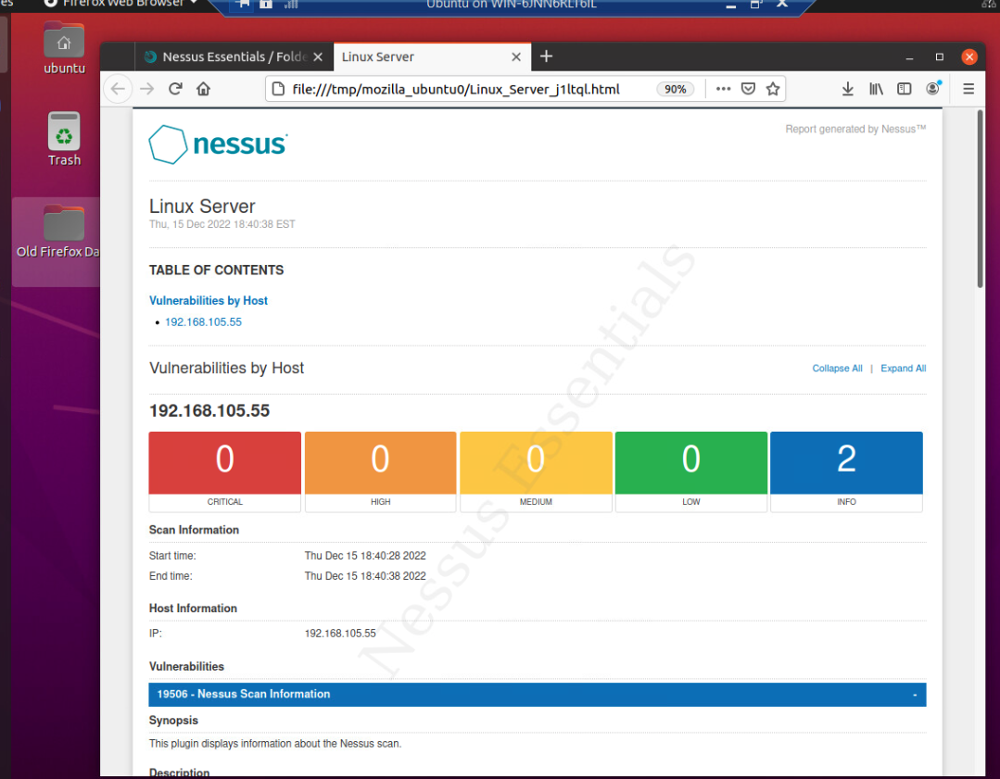 es Firefox Web Browser
Ubuntu on WIN-6JNN6RLT6IL
ubuntu
Trash
Old Firefox Da
Nessus Essentials / Folde
Linux Server
file:///tmp/mozilla_ubuntu0/Linux_Server_j1ltql.html 90%
nessus
Report generated by Nessus™
Linux Server
Thu, 15 Dec 2022 18:40:38 EST
TABLE OF CONTENTS
Vulnerabilities by Host
• 192.168.105.55
Vulnerabilities by Host
Collapse All | Expand All
192.168.105.55
0 0 0 0 2
CRITICAL HIGH MEDIUM LOW INFO
Scan Information
Start time: Thu Dec 15 18:40:28 2022
End time: Thu Dec 15 18:40:38 2022
Host Information
IP: 192.168.105.55
Vulnerabilities
19506 - Nessus Scan Information -
Synopsis
This plugin displays information about the Nessus scan.
Description
Nessus Essentials